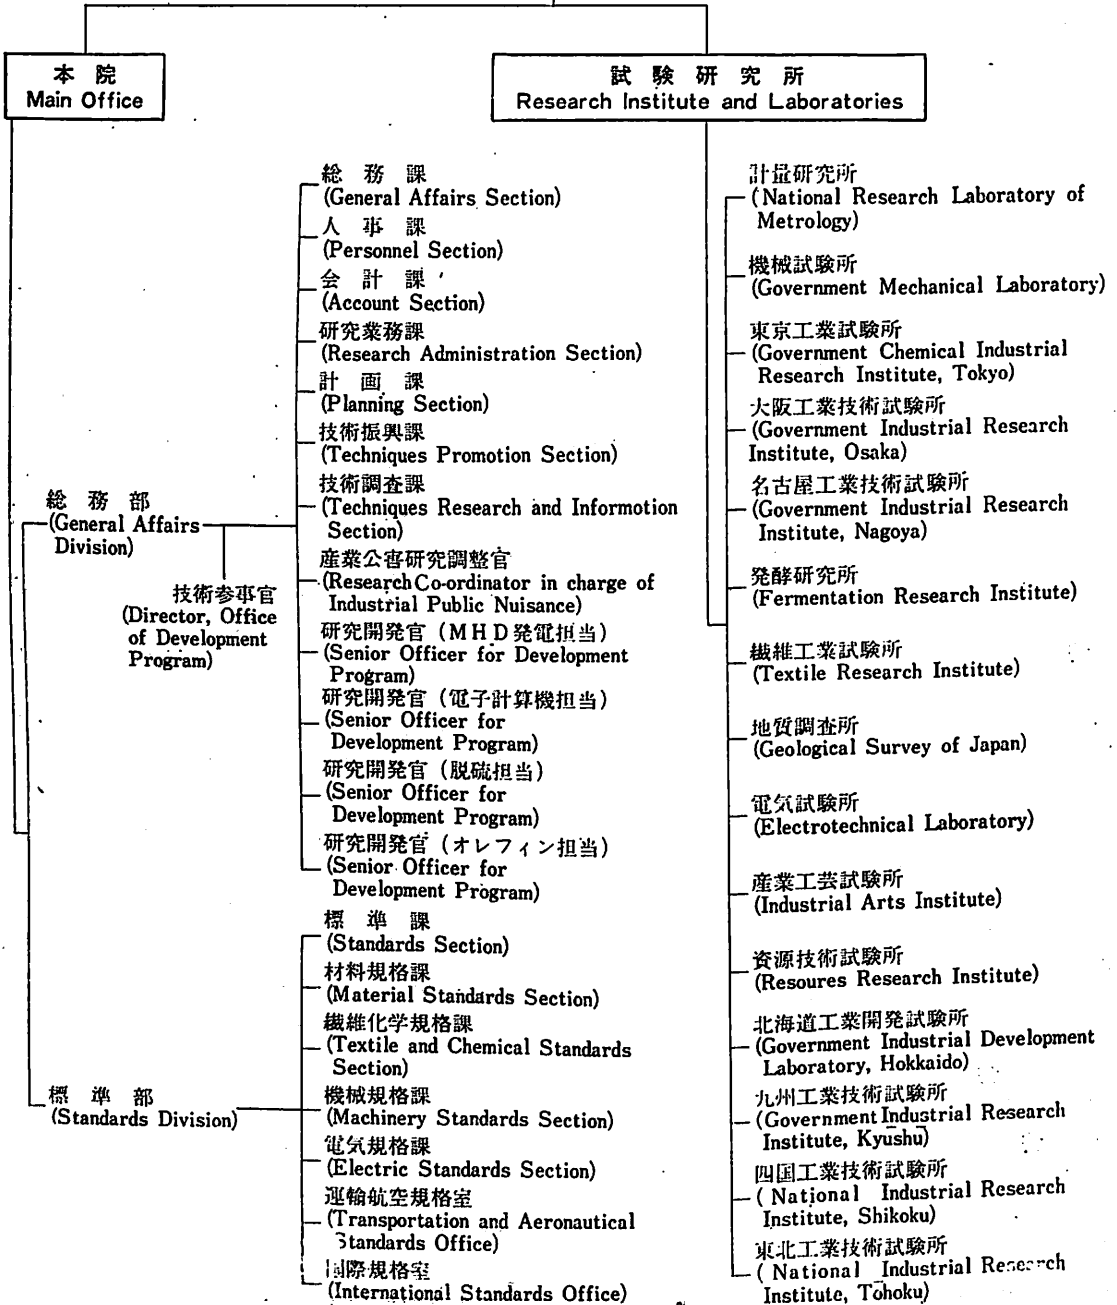 本院
Main Office
試験研究所
Research Institute and Laboratories
総務部
(General Affairs
Division)
技術参事官
(Director, Office
of Development
Program)
総務課
(General Affairs Section)
人事課
(Personnel Section)
会計課
(Account Section)
研究業務課
(Research Administration Section)
計画課
(Planning Section)
技術振興課
(Techniques Promotion Section)
技術調査課
(Techniques Research and Information
Section)
産業公害研究調整官
(Research Co-ordinator in charge of
Industrial Public Nuisance)
研究開発官（MHD発電担当）
(Senior Officer for Development
Program)
研究開発官（電子計算機担当）
(Senior Officer for
Development Program)
研究開発官（脱硫担当）
(Senior Officer for
Development Program)
研究開発官（オレフィン担当）
(Senior Officer for
Development Program)
標準部
(Standards Division)
標準課
(Standards Section)
材料規格課
(Material Standards Section)
繊維化学規格課
(Textile and Chemical Standards
Section)
機械規格課
(Machinery Standards Section)
電気規格課
(Electric Standards Section)
運輸航空規格室
(Transportation and Aeronautical
Standards Office)
国際規格室
(International Standards Office)
計量研究所
(National Research Laboratory of
Metrology)
機械試験所
(Government Mechanical Laboratory)
東京工業試験所
(Government Chemical Industrial
Research Institute, Tokyo)
大阪工業技術試験所
(Government Industrial Research
Institute, Osaka)
名古屋工業技術試験所
(Government Industrial Research
Institute, Nagoya)
発酵研究所
(Fermentation Research Institute)
繊維工業試験所
(Textile Research Institute)
地質調査所
(Geological Survey of Japan)
電気試験所
(Electrotechnical Laboratory)
産業工芸試験所
(Industrial Arts Institute)
資源技術試験所
(Resoures Research Institute)
北海道工業開発試験所
(Government Industrial Development
Laboratory, Hokkaido)
九州工業技術試験所
(Government Industrial Research
Institute, Kyushu)
四国工業技術試験所
( National Industrial Research
Institute, Shikoku)
東北工業技術試験所
( National Industrial Research
Institute, Tohoku)